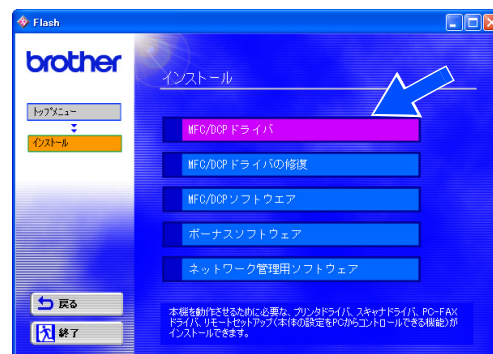 Flash
brother
インストール
トップメニュー
インストール
MFC/DCPドライバ
MFC/DCPドライバの修復
MFC/DCPソフトウエア
ボーナスソフトウェア
ネットワーク管理用ソフトウェア
戻る
終了
本機を動作させるために必要な、プリンタドライバ、スキャナドライバ、PC-FAX
ドライバ、リモートセットアップ(本体の設定をPCからコントロールできる機能)が
インストールできます。